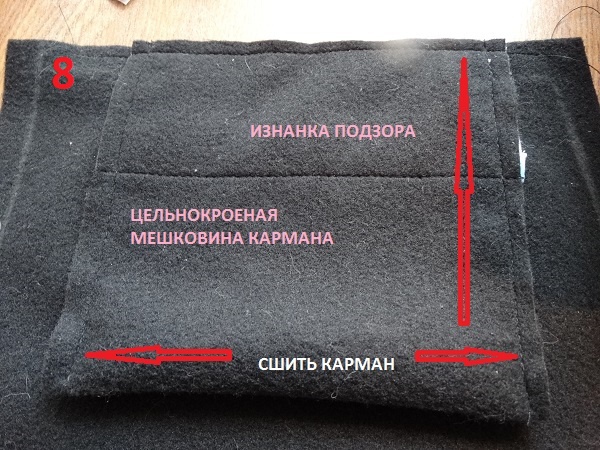 8
ИЗНАНКА ПОДЗОРА
ЦЕЛЬНОКРОЕНАЯ
МЕШКОВИНА КАРМАНА
СШИТЬ КАРМАН